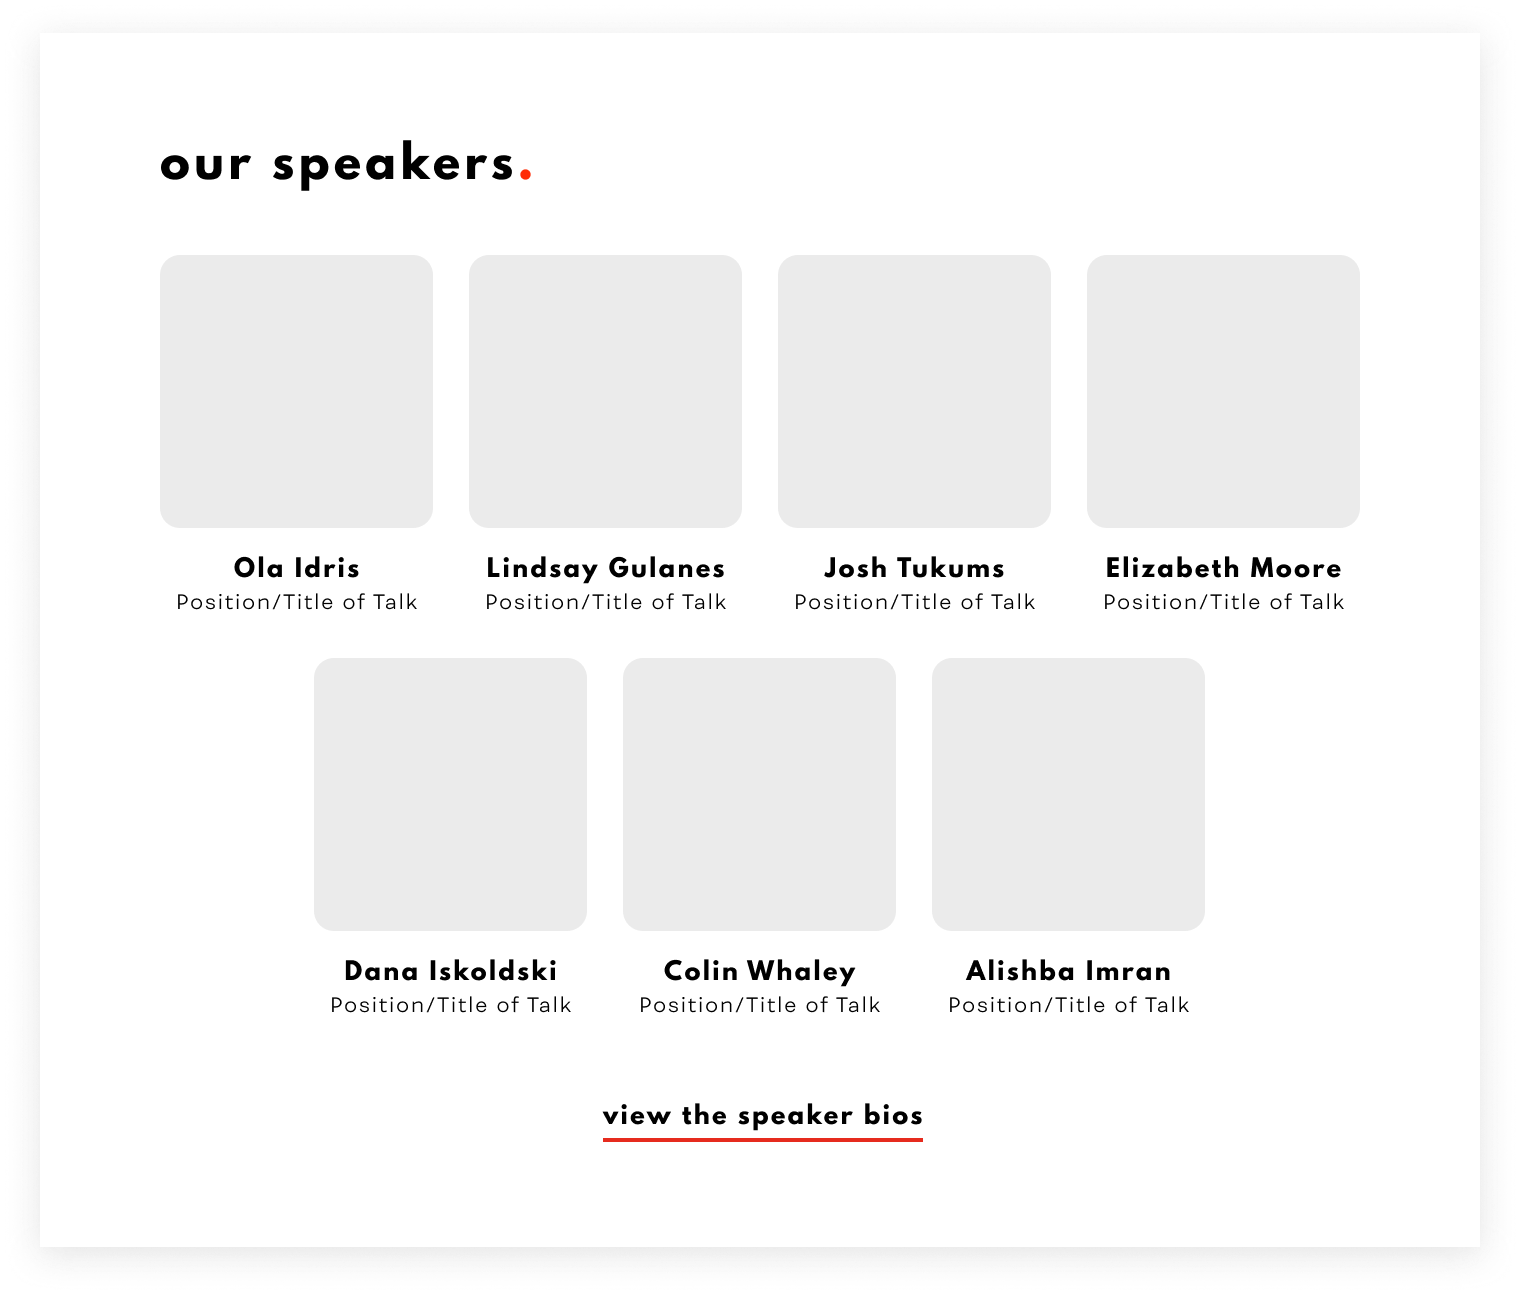 our speakers.
Ola Idris
Position/Title of Talk
Lindsay Gulanes
Position/Title of Talk
Josh Tukums
Position/Title of Talk
Elizabeth Moore
Position/Title of Talk
Dana Iskoldski
Position/Title of Talk
Colin Whaley
Position/Title of Talk
Alishba Imran
Position/Title of Talk
view the speaker bios